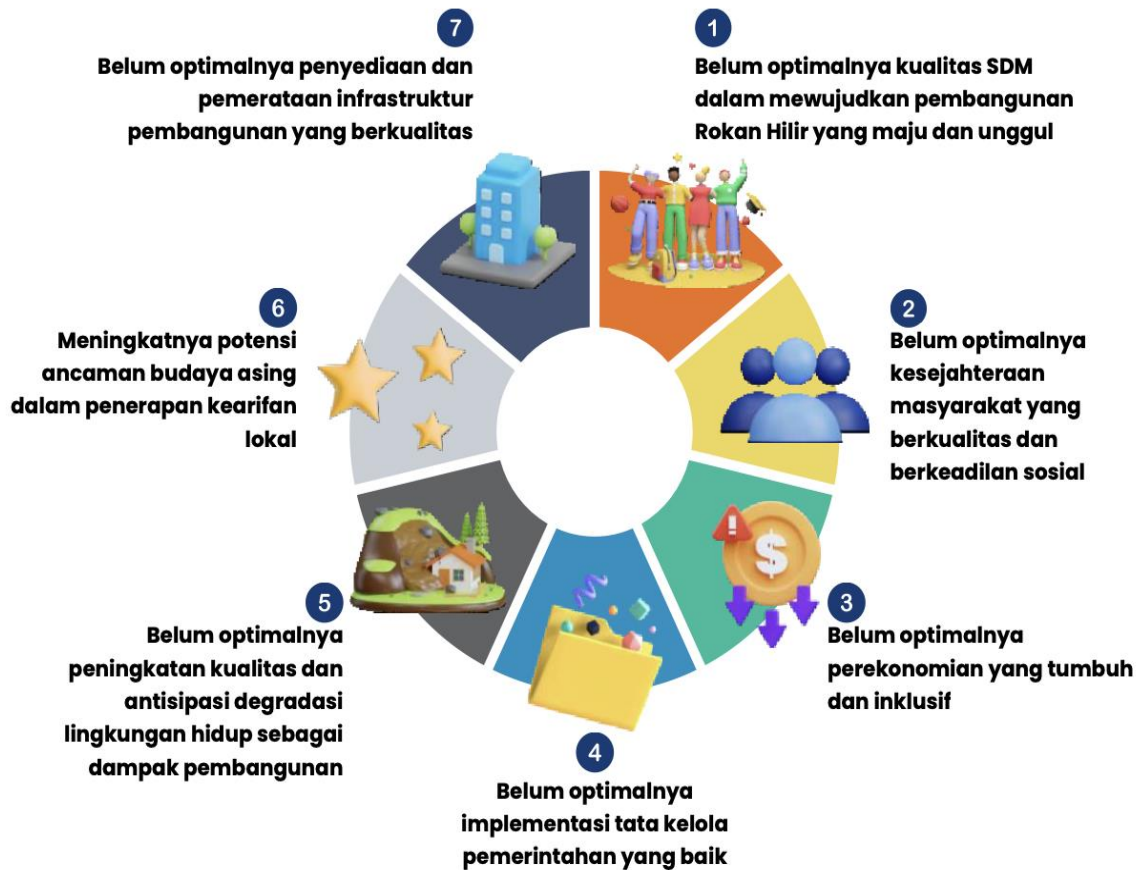 1
Belum optimalnya kualitas SDM
dalam mewujudkan pembangunan
Rokan Hilir yang maju dan unggul
2
Belum optimalnya
kesejahteraan
masyarakat yang
berkualitas dan
berkeadilan sosial
3
Belum optimalnya
perekonomian yang tumbuh
dan inklusif
4
Belum optimalnya
implementasi tata kelola
pemerintahan yang baik
5
Belum optimalnya
peningkatan kualitas dan
antisipasi degradasi
lingkungan hidup sebagai
dampak pembangunan
6
Meningkatnya potensi
ancaman budaya asing
dalam penerapan kearifan
lokal
7
Belum optimalnya penyediaan dan
pemerataan infrastruktur
pembangunan yang berkualitas